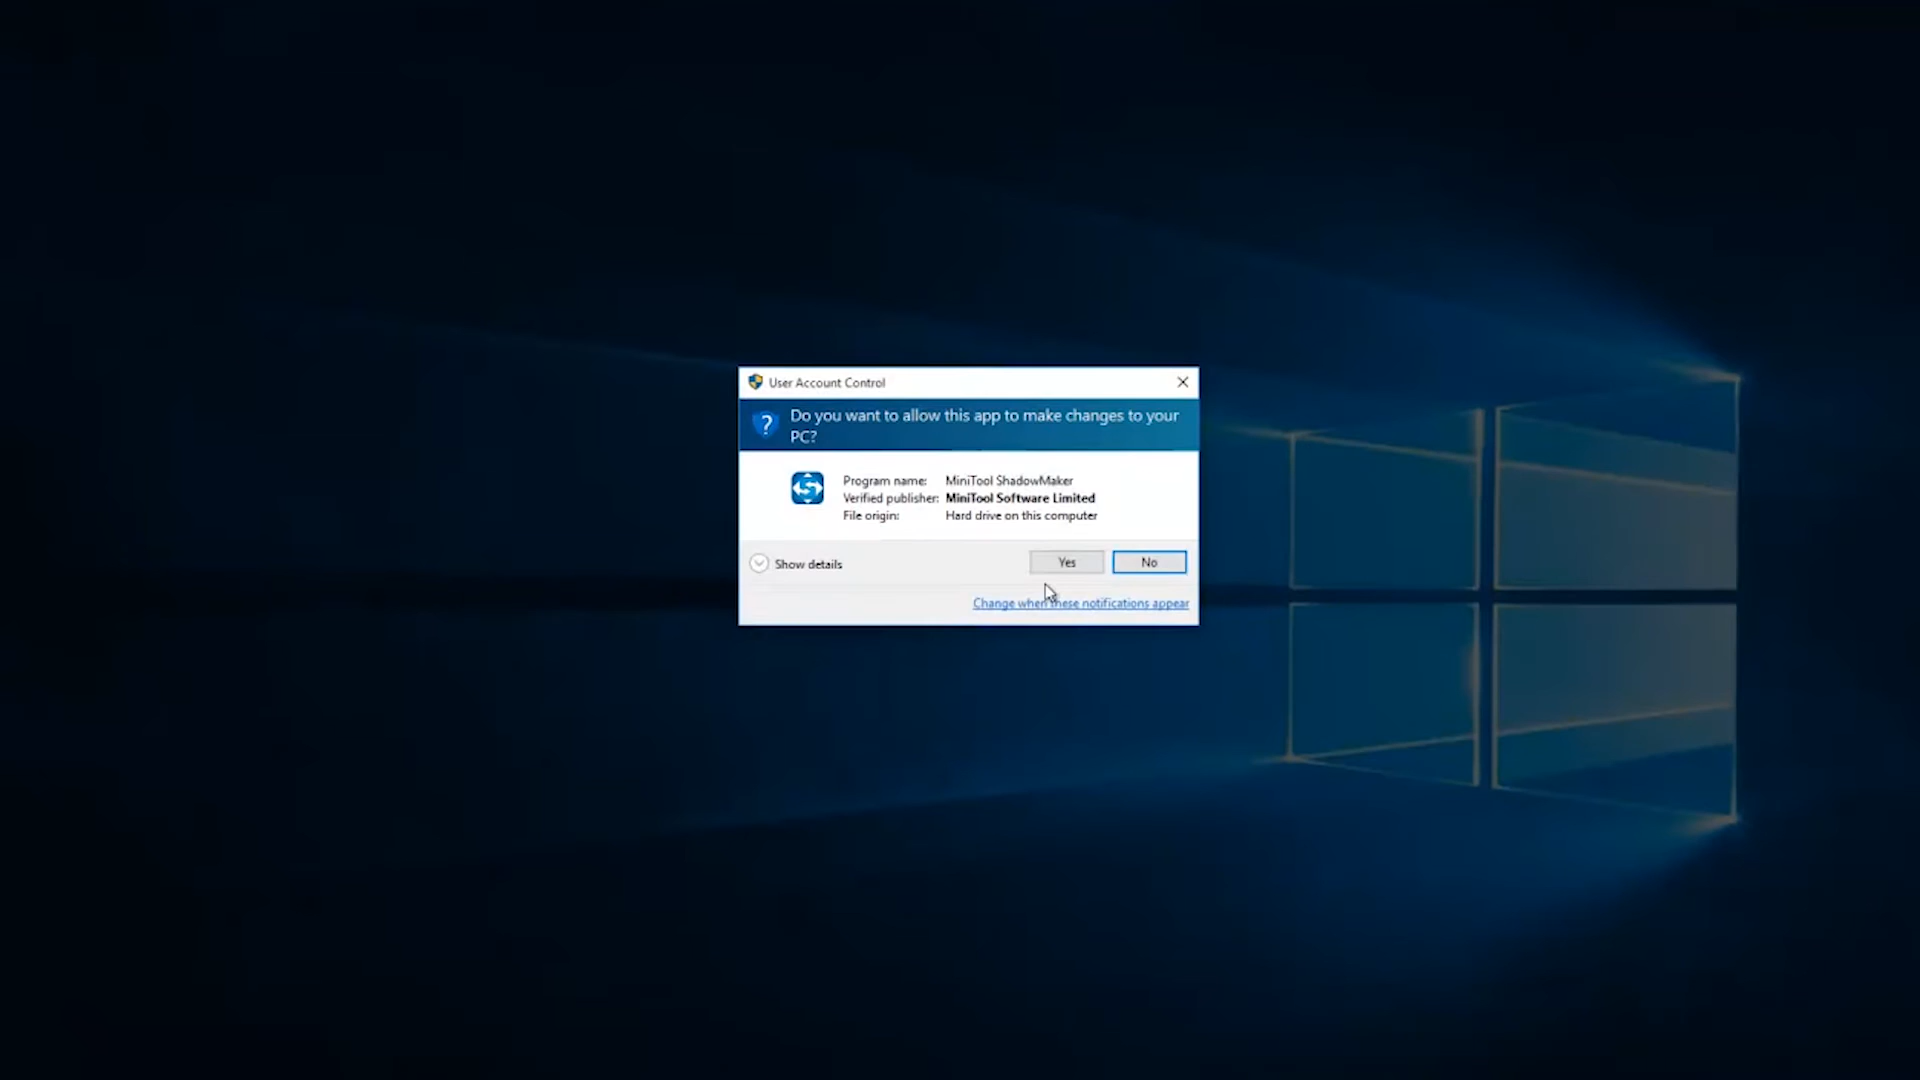 User Account Control
?
Do you want to allow this app to make changes to your
PC?
Program name: MiniTool ShadowMaker
Verified publisher: MiniTool Software Limited
File origin: Hard drive on this computer
Show details
Yes
No
Change when these notifications appear